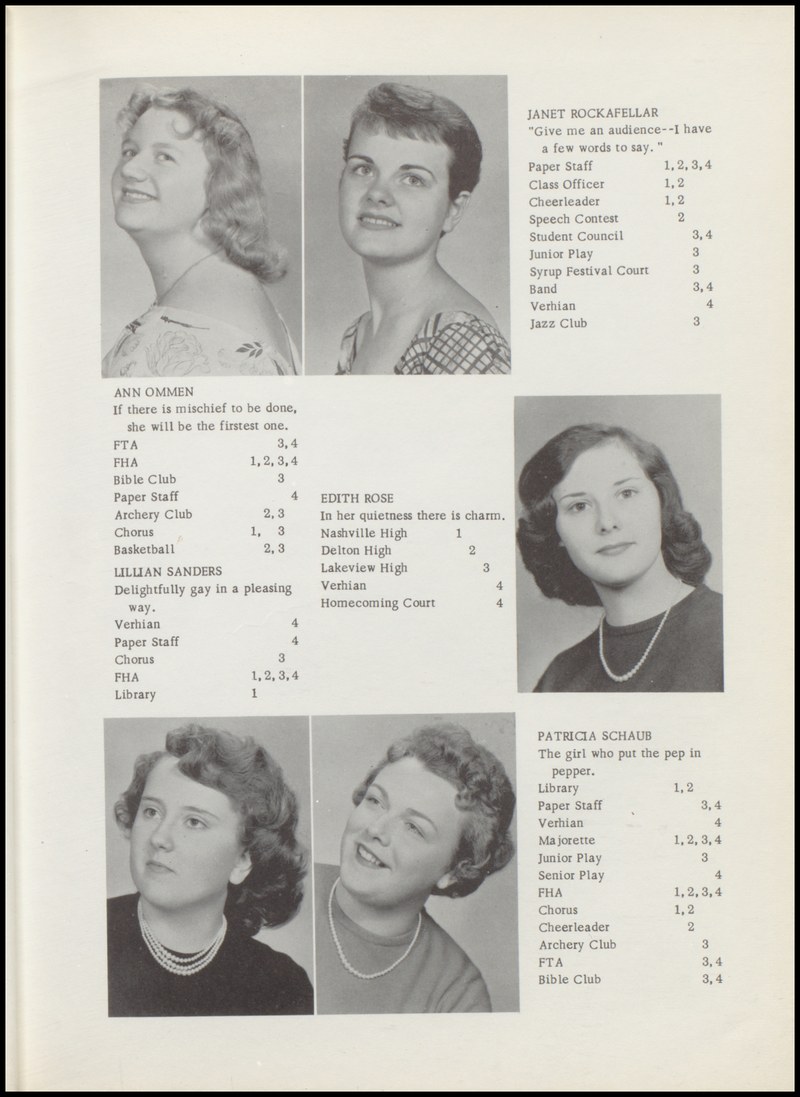 JANET ROCKAFELLAR
"Give me an audience--I have
a few words to say. "
Paper Staff 1, 2, 3, 4
Class Officer 1, 2
Cheerleader 1, 2
Speech Contest 2
Student Council 3, 4
Junior Play 3
Syrup Festival Court 3
Band 3, 4
Verhian 4
Jazz Club 3
ANN OMMEN
If there is mischief to be done,
she will be the firstest one.
FTA 3, 4
FHA 1, 2, 3, 4
Bible Club 3
Paper Staff 4
Archery Club 2, 3
Chorus 1, 3
Basketball 2, 3
LILLIAN SANDERS
Delightfully gay in a pleasing
way.
Verhian 4
Paper Staff 4
Chorus 3
FHA 1, 2, 3, 4
Library 1
EDITH ROSE
In her quietness there is charm.
Nashville High 1
Delton High 2
Lakeview High 3
Verhian 4
Homecoming Court 4
PATRICIA SCHAUB
The girl who put the pep in
pepper.
Library 1, 2
Paper Staff 3, 4
Verhian 4
Majorette 1, 2, 3, 4
Junior Play 3
Senior Play 4
FHA 1, 2, 3, 4
Chorus 1, 2
Cheerleader 2
Archery Club 3
FTA 3, 4
Bible Club 3, 4